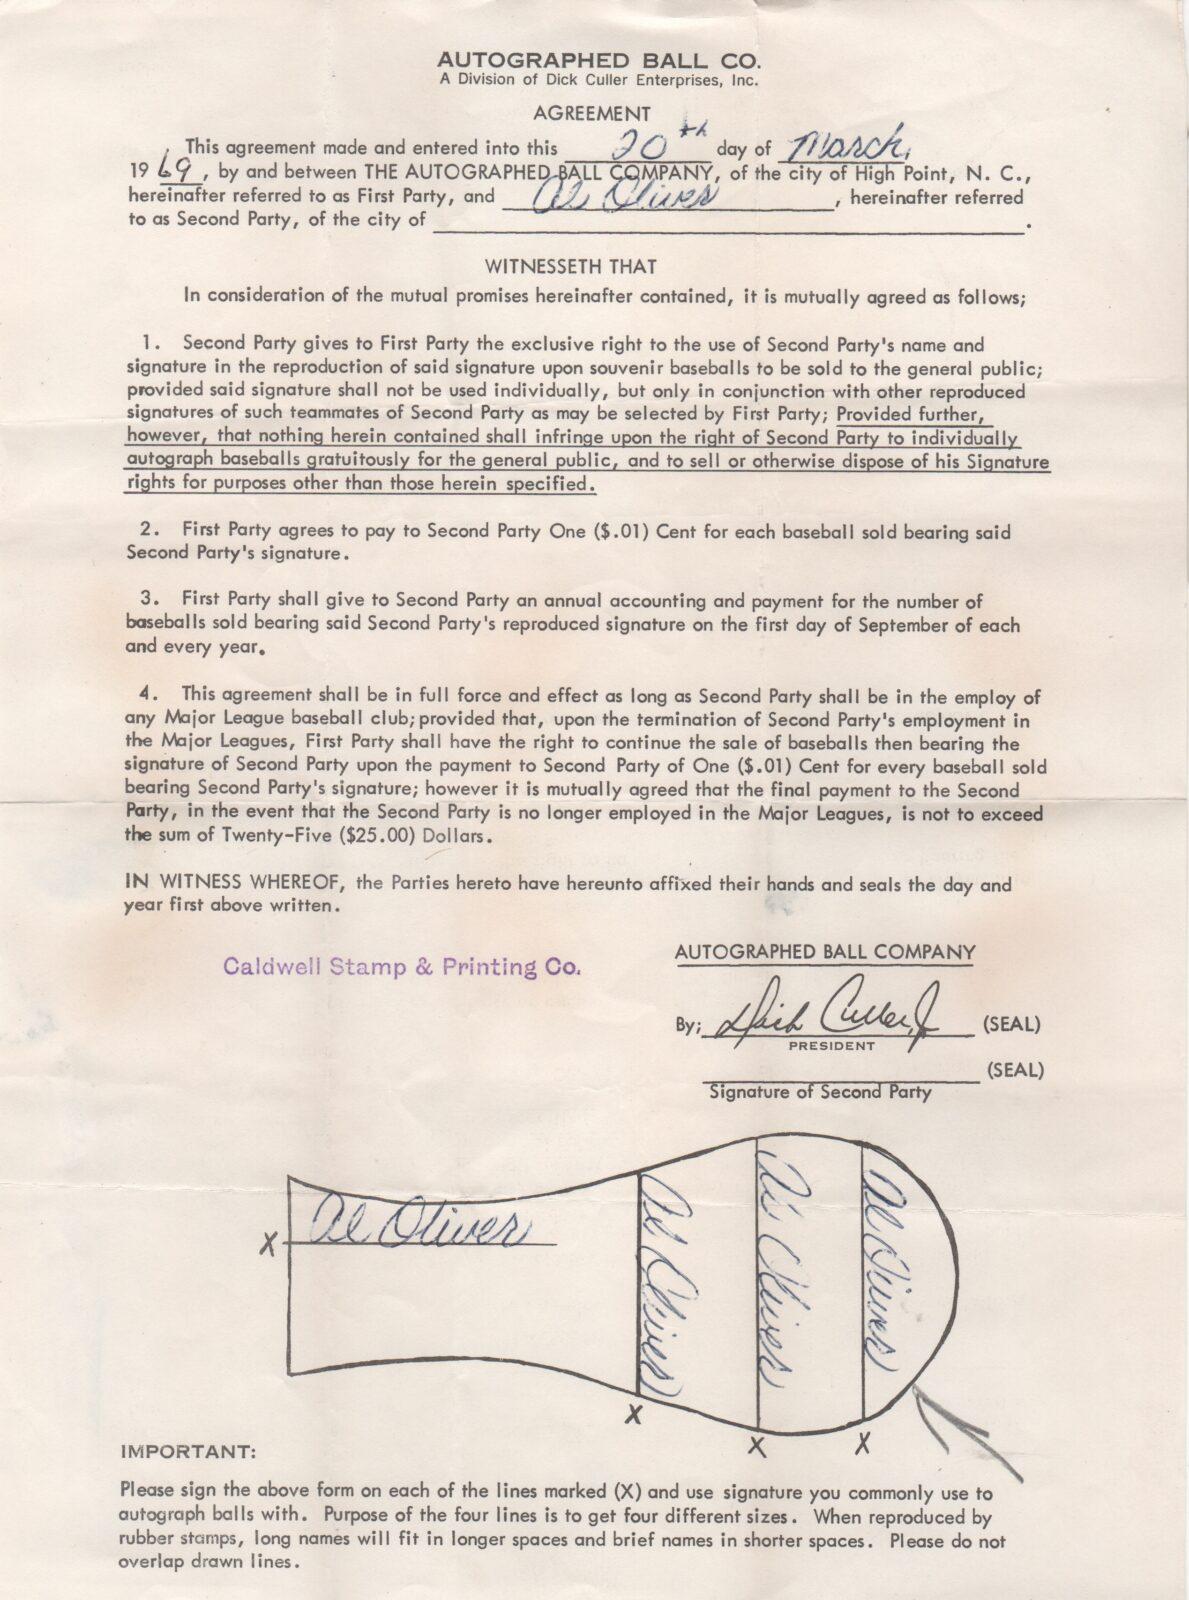 AUTOGRAPHED BALL CO.
A Division of Dick Culler Enterprises, Inc.
AGREEMENT
This agreement made and entered into this 20th day of March,
1969, by and between THE AUTOGRAPHED BALL COMPANY, of the city of High Point, N. C.,
hereinafter referred to as First Party, and Al Oliver, hereinafter referred
to as Second Party, of the city of .
WITNESSETH THAT
In consideration of the mutual promises hereinafter contained, it is mutually agreed as follows;
1. Second Party gives to First Party the exclusive right to the use of Second Party's name and
signature in the reproduction of said signature upon souvenir baseballs to be sold to the general public;
provided said signature shall not be used individually, but only in conjunction with other reproduced
signatures of such teammates of Second Party as may be selected by First Party; Provided further,
however, that nothing herein contained shall infringe upon the right of Second Party to individually
autograph baseballs gratuitously for the general public, and to sell or otherwise dispose of his Signature
rights for purposes other than those herein specified.
2. First Party agrees to pay to Second Party One ($.01) Cent for each baseball sold bearing said
Second Party's signature.
3. First Party shall give to Second Party an annual accounting and payment for the number of
baseballs sold bearing said Second Party's reproduced signature on the first day of September of each
and every year.
4. This agreement shall be in full force and effect as long as Second Party shall be in the employ of
any Major League baseball club; provided that, upon the termination of Second Party's employment in
the Major Leagues, First Party shall have the right to continue the sale of baseballs then bearing the
signature of Second Party upon the payment to Second Party of One ($.01) Cent for every baseball sold
bearing Second Party's signature; however it is mutually agreed that the final payment to the Second
Party, in the event that the Second Party is no longer employed in the Major Leagues, is not to exceed
the sum of Twenty-Five ($25.00) Dollars.
IN WITNESS WHEREOF, the Parties hereto have hereunto affixed their hands and seals the day and
year first above written.
AUTOGRAPHED BALL COMPANY
Caldwell Stamp & Printing Co.
By; Dick Culler, Jr (SEAL)
PRESIDENT
(SEAL)
Signature of Second Party
X Al Oliver
Al Oliver
Al Oliver
Al Oliver
X
X
X
IMPORTANT:
Please sign the above form on each of the lines marked (X) and use signature you commonly use to
autograph balls with. Purpose of the four lines is to get four different sizes. When reproduced by
rubber stamps, long names will fit in longer spaces and brief names in shorter spaces. Please do not
overlap drawn lines.